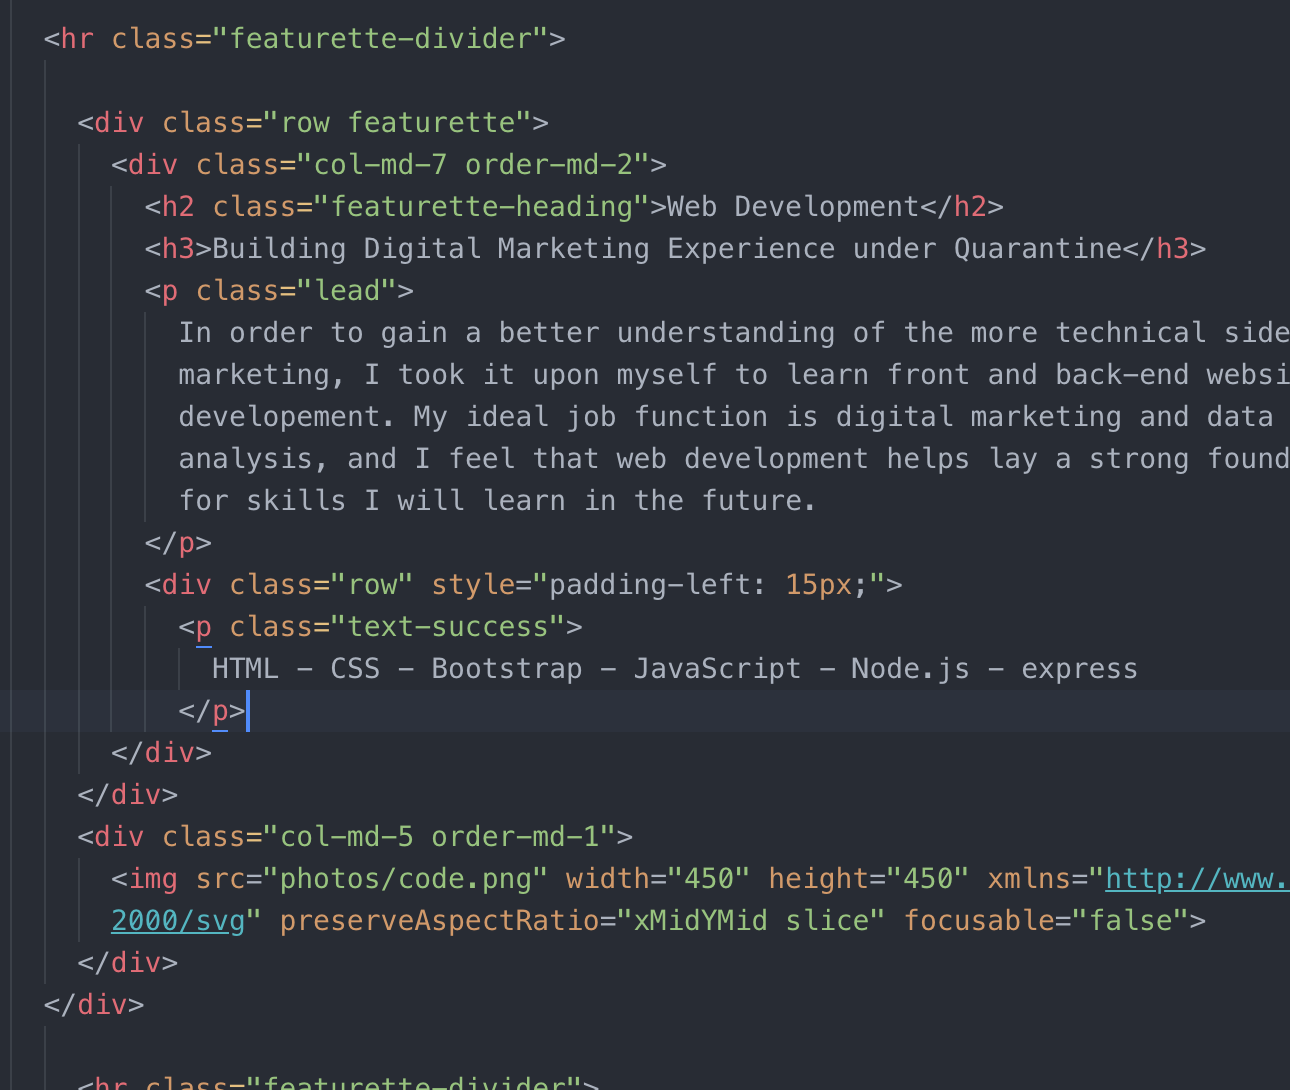 <hr class="featurette-divider">
<div class="row featurette">
<div class="col-md-7 order-md-2">
<h2 class="featurette-heading">Web Development</h2>
<h3>Building Digital Marketing Experience under Quarantine</h3>
<p class="lead">
In order to gain a better understanding of the more technical side
marketing, I took it upon myself to learn front and back-end websi
developement. My ideal job function is digital marketing and data
analysis, and I feel that web development helps lay a strong found
for skills I will learn in the future.
</p>
<div class="row" style="padding-left: 15px;">
<p class="text-success">
HTML - CSS - Bootstrap - JavaScript - Node.js - express
</p>
</div>
</div>
<div class="col-md-5 order-md-1">
<img src="photos/code.png" width="450" height="450" xmlns="http://www.
2000/svg" preserveAspectRatio="xMidYMid slice" focusable="false">
</div>
</div>
<hr class="featurette-divider">